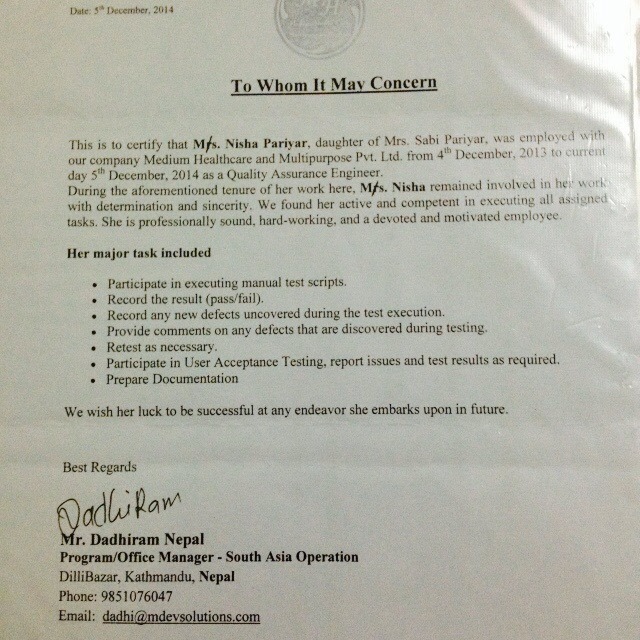 Date: 5th December, 2014
To Whom It May Concern
This is to certify that M/s. Nisha Pariyar, daughter of Mrs. Sabi Pariyar, was employed with
our company Medium Healthcare and Multipurpose Pvt. Ltd. from 4th December, 2013 to current
day 5th December, 2014 as a Quality Assurance Engineer.
During the aforementioned tenure of her work here, M/s. Nisha remained involved in her work
with determination and sincerity. We found her active and competent in executing all assigned
tasks. She is professionally sound, hard-working, and a devoted and motivated employee.
Her major task included
• Participate in executing manual test scripts.
• Record the result (pass/fail).
• Record any new defects uncovered during the test execution.
• Provide comments on any defects that are discovered during testing.
• Retest as necessary.
• Participate in User Acceptance Testing, report issues and test results as required.
• Prepare Documentation
We wish her luck to be successful at any endeavor she embarks upon in future.
Best Regards
DadhiRam
Mr. Dadhiram Nepal
Program/Office Manager - South Asia Operation
DilliBazar, Kathmandu, Nepal
Phone: 9851076047
Email: dadhi@mdevsolutions.com